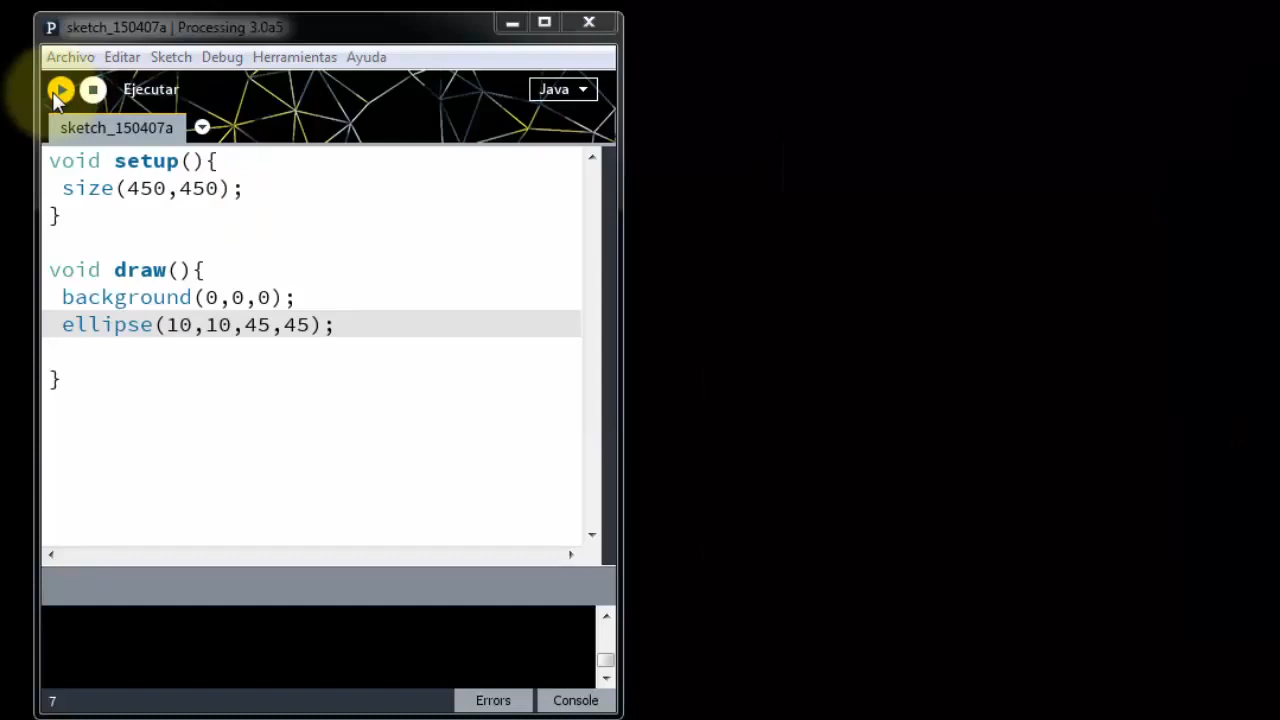 P sketch_150407a | Processing 3.0a5
Archivo Editar Sketch Debug Herramientas Ayuda
Ejecutar Java
sketch_150407a
void setup(){
 size(450,450);
}
void draw(){
 background(0,0,0);
 ellipse(10,10,45,45);
}
7 Errors Console